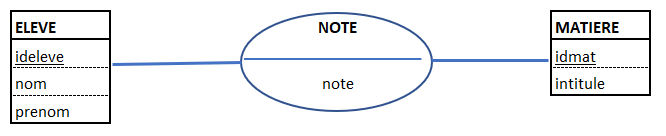 ELEVE
ideleve
nom
prenom
NOTE
note
MATIERE
idmat
intitule